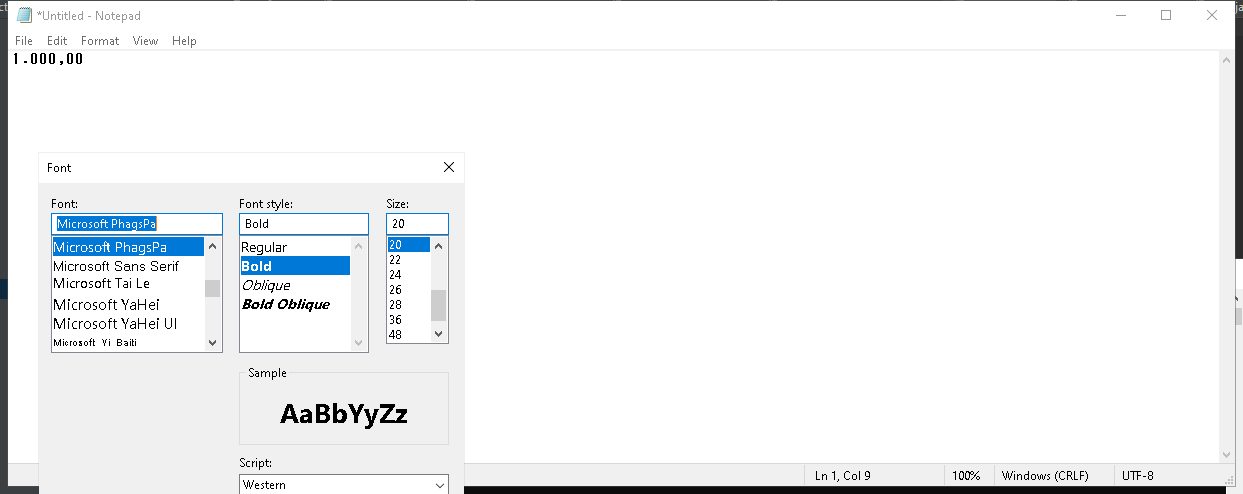 *Untitled - Notepad
File Edit Format View Help
1.000,00
Font
Font: Font style: Size:
Microsoft PhagsPa Bold 20
Microsoft PhagsPa Regular 20
Microsoft Sans Serif Bold 22
Microsoft Tai Le Oblique 24
Microsoft YaHei Bold Oblique 26
Microsoft YaHei UI 28
Microsoft Yi Baiti 36
48
Sample
AaBbYyZz
Script:
Western
Ln 1, Col 9 100% Windows (CRLF) UTF-8